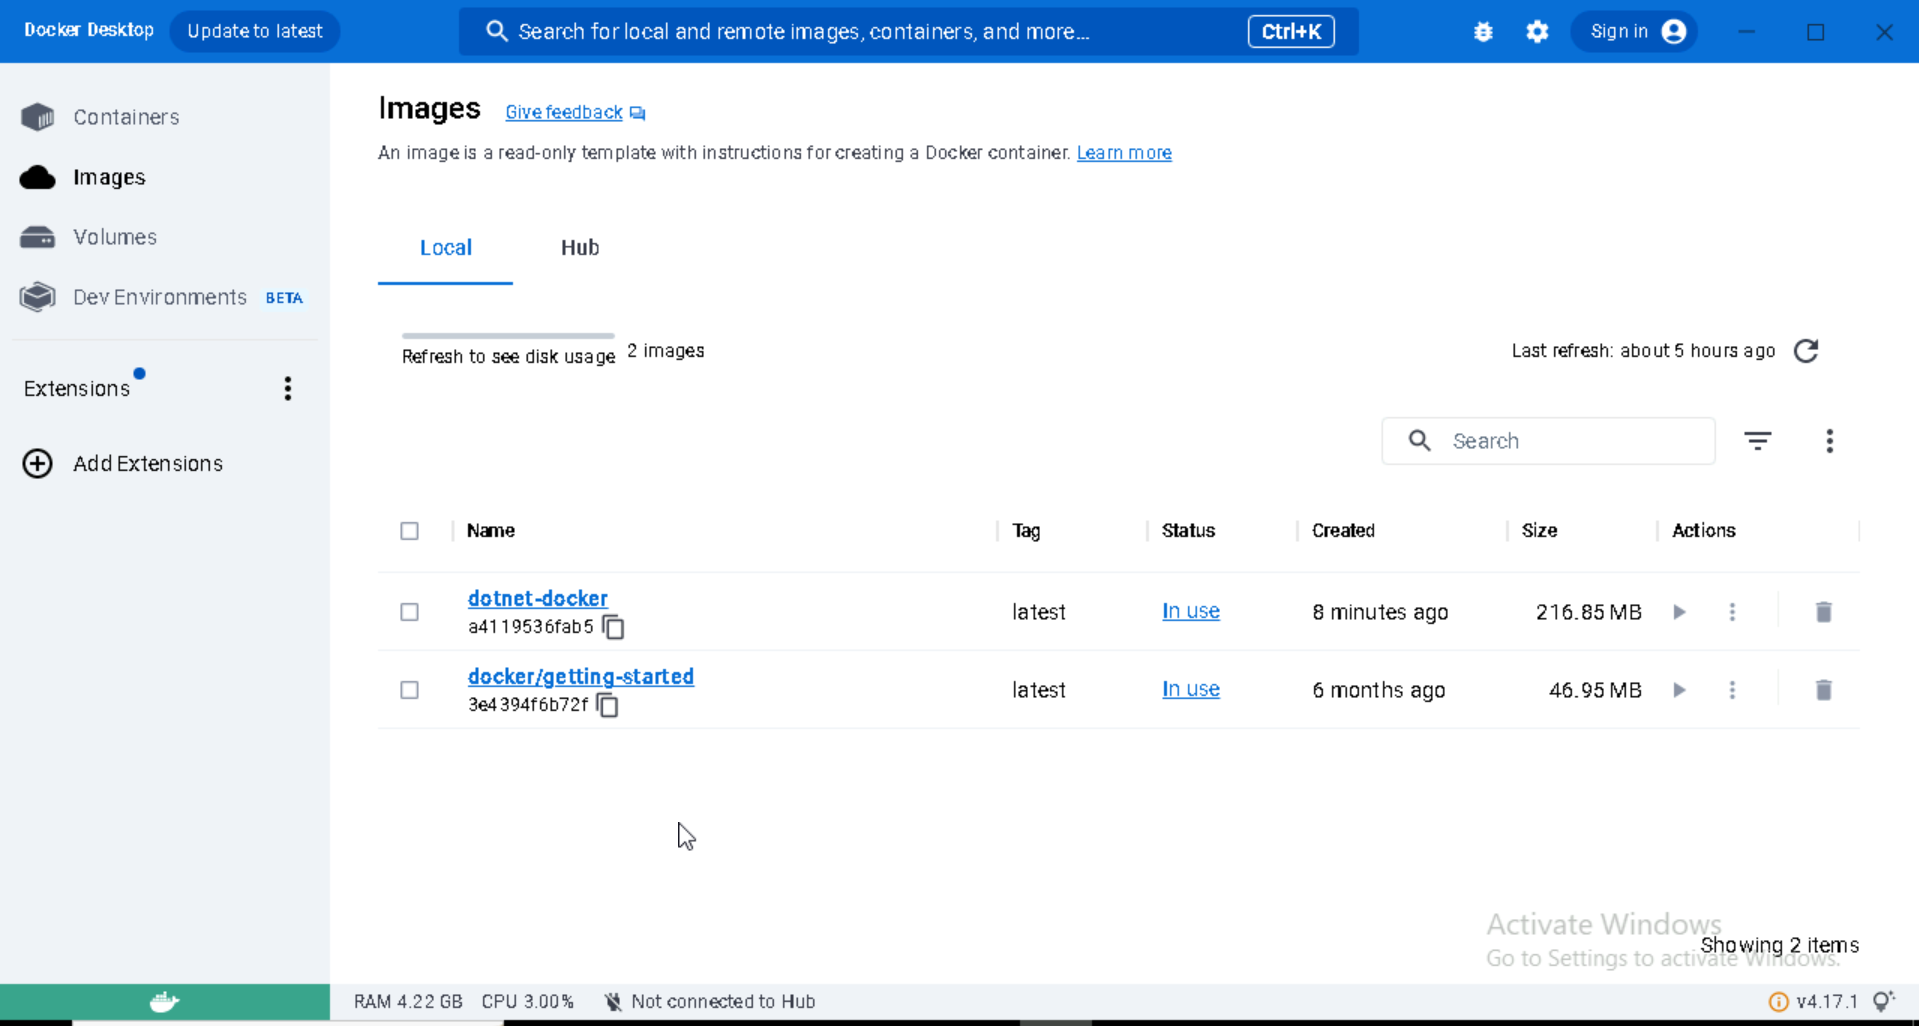 Docker Desktop Update to latest Search for local and remote images, containers, and more... Ctrl+K Sign in
Containers
Images
Volumes
Dev Environments BETA
Extensions
Add Extensions
Images Give feedback
An image is a read-only template with instructions for creating a Docker container. Learn more
Local Hub
Refresh to see disk usage 2 images Last refresh: about 5 hours ago
Search
Name Tag Status Created Size Actions
dotnet-docker latest In use 8 minutes ago 216.85 MB
a4119536fab5
docker/getting-started latest In use 6 months ago 46.95 MB
3e4394f6b72f
Activate Windows
Showing 2 items
Go to Settings to activate Windows.
RAM 4.22 GB CPU 3.00% Not connected to Hub v4.17.1